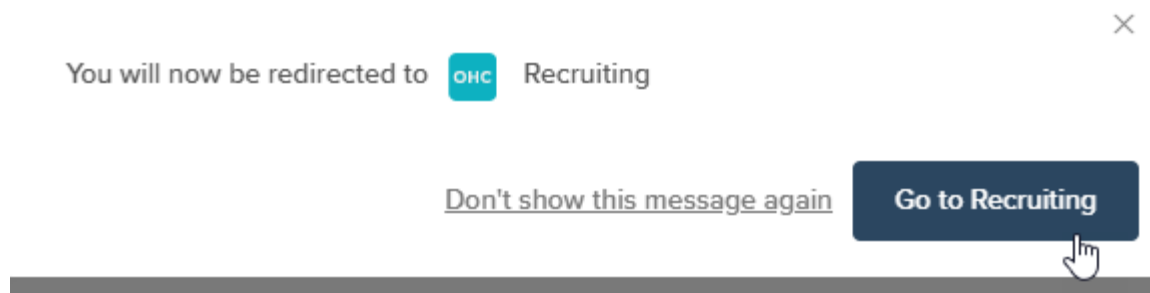 You will now be redirected to OHC Recruiting
Don't show this message again Go to Recruiting